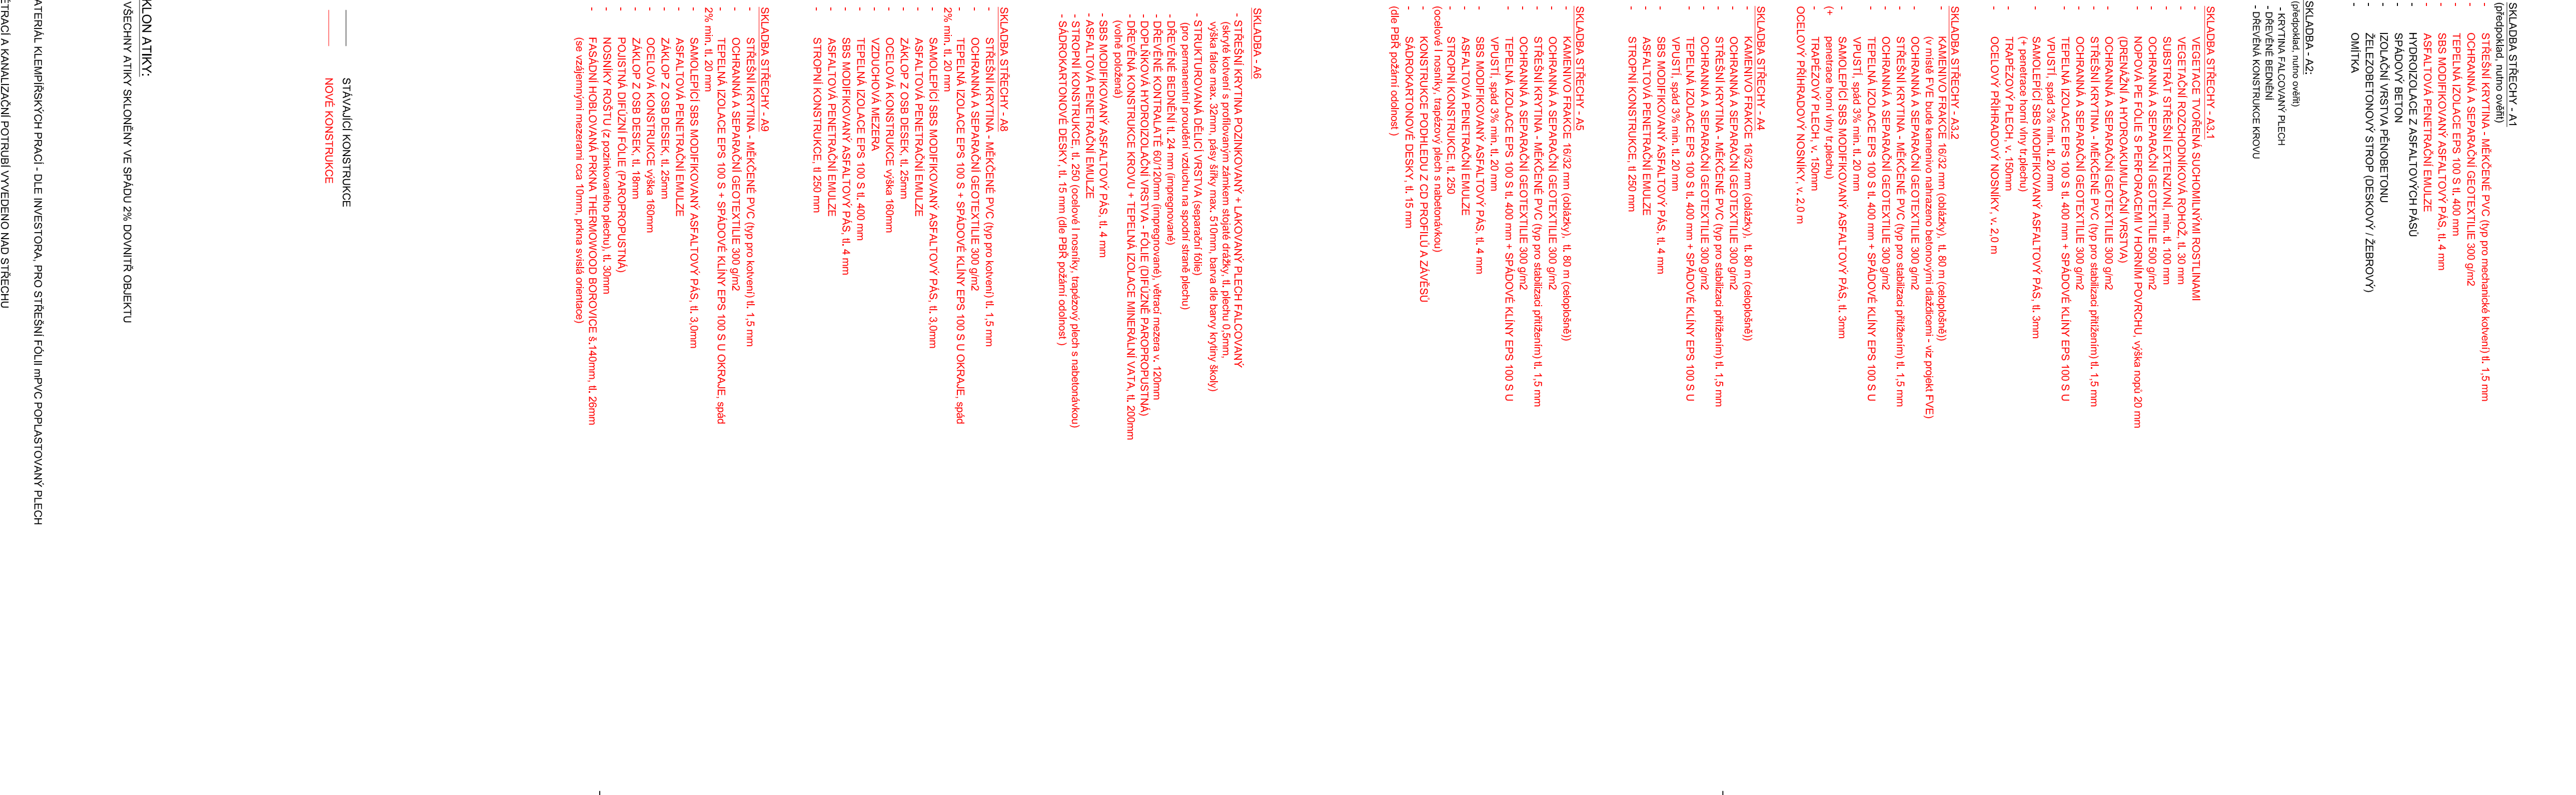 SKLADBA STŘECHY - A1
(předpoklad, nutno ověřit)
- STŘEŠNÍ KRYTINA - MĚKČENÉ PVC (typ pro mechanické kotvení) tl. 1,5 mm
- OCHRANNÁ A SEPARAČNÍ GEOTEXTILIE 300 g/m2
- TEPELNÁ IZOLACE EPS 100 S tl. 400 mm
- SBS MODIFIKOVANÝ ASFALTOVÝ PÁS, tl. 4 mm
- ASFALTOVÁ PENETRAČNÍ EMULZE
- HYDROIZOLACE Z ASFALTOVÝCH PÁSŮ
- SPÁDOVÝ BETON
- IZOLAČNÍ VRSTVA PĚNOBETONU
- ŽELEZOBETONOVÝ STROP (DESKOVÝ / ŽEBROVÝ)
- OMÍTKA
SKLADBA - A2:
(předpoklad, nutno ověřit)
- KRYTINA FALCOVANÝ PLECH
- DŘEVĚNÉ BEDNĚNÍ
- DŘEVĚNÁ KONSTRUKCE KROVU
SKLADBA STŘECHY - A3.1
- VEGETACE TVOŘENÁ SUCHOMILNÝMI ROSTLINAMI
- VEGETAČNÍ ROZCHODNÍKOVÁ ROHOŽ, tl. 30 mm
- SUBSTRÁT STŘEŠNÍ EXTENZIVNÍ, min. tl. 100 mm
- OCHRANNÁ A SEPARAČNÍ GEOTEXTILIE 500 g/m2
- NOPOVÁ PE FÓLIE S PERFORACEMI V HORNÍM POVRCHU, výška nopů 20 mm
(DRENÁŽNÍ A HYDROAKUMULAČNÍ VRSTVA)
- OCHRANNÁ A SEPARAČNÍ GEOTEXTILIE 300 g/m2
- STŘEŠNÍ KRYTINA - MĚKČENÉ PVC (typ pro stabilizaci přitížením) tl. 1,5 mm
- OCHRANNÁ A SEPARAČNÍ GEOTEXTILIE 300 g/m2
- TEPELNÁ IZOLACE EPS 100 S tl. 400 mm + SPÁDOVÉ KLÍNY EPS 100 S U
VPUSTÍ, spád 3% min. tl. 20 mm
- SAMOLEPÍCÍ SBS MODIFIKOVANÝ ASFALTOVÝ PÁS, tl. 3mm
(+ penetrace horní vlny tr.plechu)
- TRAPÉZOVÝ PLECH, v. 150mm
- OCELOVÝ PŘÍHRADOVÝ NOSNÍKY, v. 2,0 m
SKLADBA STŘECHY - A3.2
- KAMENIVO FRAKCE 16/32 mm (oblázky), tl. 80 m (celoplošně))
(v místě FVE bude kamenivo nahrazeno betonovými dlaždicemi - viz projekt FVE)
- OCHRANNÁ A SEPARAČNÍ GEOTEXTILIE 300 g/m2
- STŘEŠNÍ KRYTINA - MĚKČENÉ PVC (typ pro stabilizaci přitížením) tl. 1,5 mm
- OCHRANNÁ A SEPARAČNÍ GEOTEXTILIE 300 g/m2
- TEPELNÁ IZOLACE EPS 100 S tl. 400 mm + SPÁDOVÉ KLÍNY EPS 100 S U
VPUSTÍ, spád 3% min. tl. 20 mm
- SAMOLEPÍCÍ SBS MODIFIKOVANÝ ASFALTOVÝ PÁS, tl. 3mm
(+ penetrace horní vlny tr.plechu)
- TRAPÉZOVÝ PLECH, v. 150mm
OCELOVÝ PŘÍHRADOVÝ NOSNÍKY, v. 2,0 m
SKLADBA STŘECHY - A4
- KAMENIVO FRAKCE 16/32 mm (oblázky), tl. 80 m (celoplošně))
- OCHRANNÁ A SEPARAČNÍ GEOTEXTILIE 300 g/m2
- STŘEŠNÍ KRYTINA - MĚKČENÉ PVC (typ pro stabilizaci přitížením) tl. 1,5 mm
- OCHRANNÁ A SEPARAČNÍ GEOTEXTILIE 300 g/m2
- TEPELNÁ IZOLACE EPS 100 S tl. 400 mm + SPÁDOVÉ KLÍNY EPS 100 S U
VPUSTÍ, spád 3% min. tl. 20 mm
- SBS MODIFIKOVANÝ ASFALTOVÝ PÁS, tl. 4 mm
- ASFALTOVÁ PENETRAČNÍ EMULZE
- STROPNÍ KONSTRUKCE, tl 250 mm
SKLADBA STŘECHY - A5
- KAMENIVO FRAKCE 16/32 mm (oblázky), tl. 80 m (celoplošně))
- OCHRANNÁ A SEPARAČNÍ GEOTEXTILIE 300 g/m2
- STŘEŠNÍ KRYTINA - MĚKČENÉ PVC (typ pro stabilizaci přitížením) tl. 1,5 mm
- OCHRANNÁ A SEPARAČNÍ GEOTEXTILIE 300 g/m2
- TEPELNÁ IZOLACE EPS 100 S tl. 400 mm + SPÁDOVÉ KLÍNY EPS 100 S U
VPUSTÍ, spád 3% min. tl. 20 mm
- SBS MODIFIKOVANÝ ASFALTOVÝ PÁS, tl. 4 mm
- ASFALTOVÁ PENETRAČNÍ EMULZE
- STROPNÍ KONSTRUKCE, tl. 250
(ocelové I nosníky, trapézový plech s nabetonávkou)
- KONSTRUKCE PODHLEDU Z CD PROFILŮ A ZÁVĚSŮ
- SÁDROKARTONOVÉ DESKY, tl. 15 mm
(dle PBŘ požární odolnost )
SKLADBA - A6
- STŘEŠNÍ KRYTINA POZINKOVANÝ + LAKOVANÝ PLECH FALCOVANÝ
(skryté kotvení s profilovaným zámkem stojaté drážky, tl. plechu 0,5mm,
výška falce max. 32mm, pásy šířky max. 510mm, barva dle barvy krytiny školy)
- STRUKTUROVANÁ DĚLICÍ VRSTVA (separační fólie)
(pro permanentní proudění vzduchu na spodní straně plechu)
- DŘEVĚNÉ BEDNĚNÍ tl. 24 mm (impregnované)
- DŘEVĚNÉ KONTRALATĚ 60/120mm (impregnované), větrací mezera v. 120mm
- DOPLŇKOVÁ HYDROIZOLAČNÍ VRSTVA - FÓLIE (DIFÚZNĚ PAROPROPUSTNÁ)
- DŘEVĚNÁ KONSTRUKCE KROVU + TEPELNÁ IZOLACE MINERÁLNÍ VATA, tl. 200mm
(volně položená)
- SBS MODIFIKOVANÝ ASFALTOVÝ PÁS, tl. 4 mm
- ASFALTOVÁ PENETRAČNÍ EMULZE
- STROPNÍ KONSTRUKCE, tl. 250 (ocelové I nosníky, trapézový plech s nabetonávkou)
- SÁDROKARTONOVÉ DESKY, tl. 15 mm (dle PBŘ požární odolnost )
SKLADBA STŘECHY - A8
- STŘEŠNÍ KRYTINA - MĚKČENÉ PVC (typ pro kotvení) tl. 1,5 mm
- OCHRANNÁ A SEPARAČNÍ GEOTEXTILIE 300 g/m2
- TEPELNÁ IZOLACE EPS 100 S + SPÁDOVÉ KLÍNY EPS 100 S U OKRAJE, spád
2% min. tl. 20 mm
- SAMOLEPÍCÍ SBS MODIFIKOVANÝ ASFALTOVÝ PÁS, tl. 3,0mm
- ASFALTOVÁ PENETRAČNÍ EMULZE
- ZÁKLOP Z OSB DESEK, tl. 25mm
- OCELOVÁ KONSTRUKCE výška 160mm
- VZDUCHOVÁ MEZERA
- TEPELNÁ IZOLACE EPS 100 S tl. 400 mm
- SBS MODIFIKOVANÝ ASFALTOVÝ PÁS, tl. 4 mm
- ASFALTOVÁ PENETRAČNÍ EMULZE
- STROPNÍ KONSTRUKCE, tl 250 mm
SKLADBA STŘECHY - A9
- STŘEŠNÍ KRYTINA - MĚKČENÉ PVC (typ pro kotvení) tl. 1,5 mm
- OCHRANNÁ A SEPARAČNÍ GEOTEXTILIE 300 g/m2
- TEPELNÁ IZOLACE EPS 100 S + SPÁDOVÉ KLÍNY EPS 100 S U OKRAJE, spád
2% min. tl. 20 mm
- SAMOLEPÍCÍ SBS MODIFIKOVANÝ ASFALTOVÝ PÁS, tl. 3,0mm
- ASFALTOVÁ PENETRAČNÍ EMULZE
- ZÁKLOP Z OSB DESEK, tl. 25mm
- OCELOVÁ KONSTRUKCE výška 160mm
- ZÁKLOP Z OSB DESEK, tl. 18mm
- POJISTNÁ DIFÚZNÍ FÓLIE (PAROPROPUSTNÁ)
- NOSNÍKY ROŠTU (z pozinkovaného plechu), tl. 30mm
- FASÁDNÍ HOBLOVANÁ PRKNA THERMOWOOD BOROVICE š.140mm, tl. 26mm
(se vzájemnými mezerami cca 10mm, prkna svislá orientace)
STÁVAJÍCÍ KONSTRUKCE
NOVÉ KONSTRUKCE
KLON ATIKY:
VŠECHNY ATIKY SKLONĚNY VE SPÁDU 2% DOVNITŘ OBJEKTU
ATERIÁL KLEMPÍŘSKÝCH PRACÍ - DLE INVESTORA, PRO STŘEŠNÍ FÓLII mPVC POPLASTOVANÝ PLECH
ĚTRACÍ A KANALIZAČNÍ POTRUBÍ VYVEDENO NAD STŘECHU